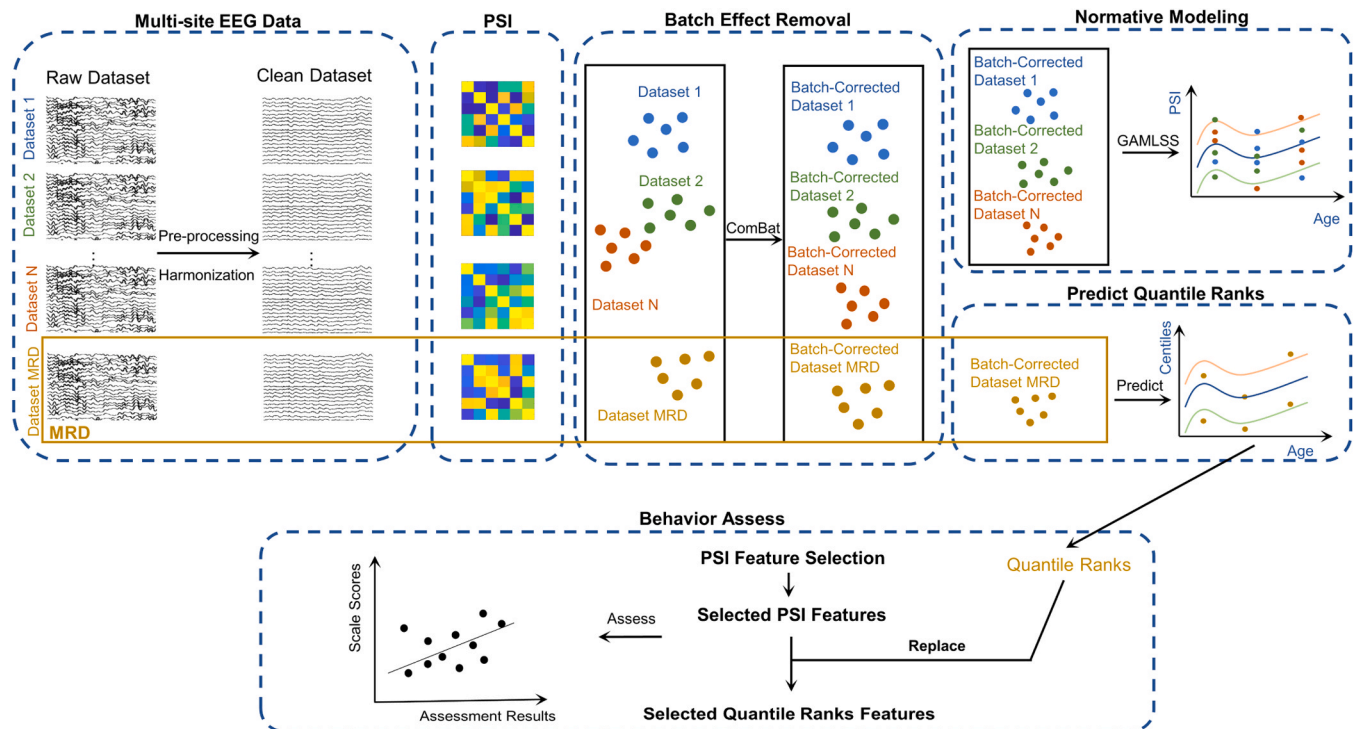 Multi-site EEG Data
Raw Dataset
Clean Dataset
Dataset 1
Dataset 2
Dataset N
Dataset MRD
Pre-processing
Harmonization
MRD
PSI
Batch Effect Removal
Dataset 1
Dataset 2
Dataset N
Dataset MRD
ComBat
Batch-Corrected
Dataset 1
Batch-Corrected
Dataset 2
Batch-Corrected
Dataset N
Batch-Corrected
Dataset MRD
Normative Modeling
Batch-Corrected
Dataset 1
Batch-Corrected
Dataset 2
Batch-Corrected
Dataset N
GAMLSS
PSI
Age
Predict Quantile Ranks
Batch-Corrected
Dataset MRD
Predict
Centiles
Age
Behavior Assess
PSI Feature Selection
Quantile Ranks
Selected PSI Features
Assess
Replace
Selected Quantile Ranks Features
Scale Scores
Assessment Results